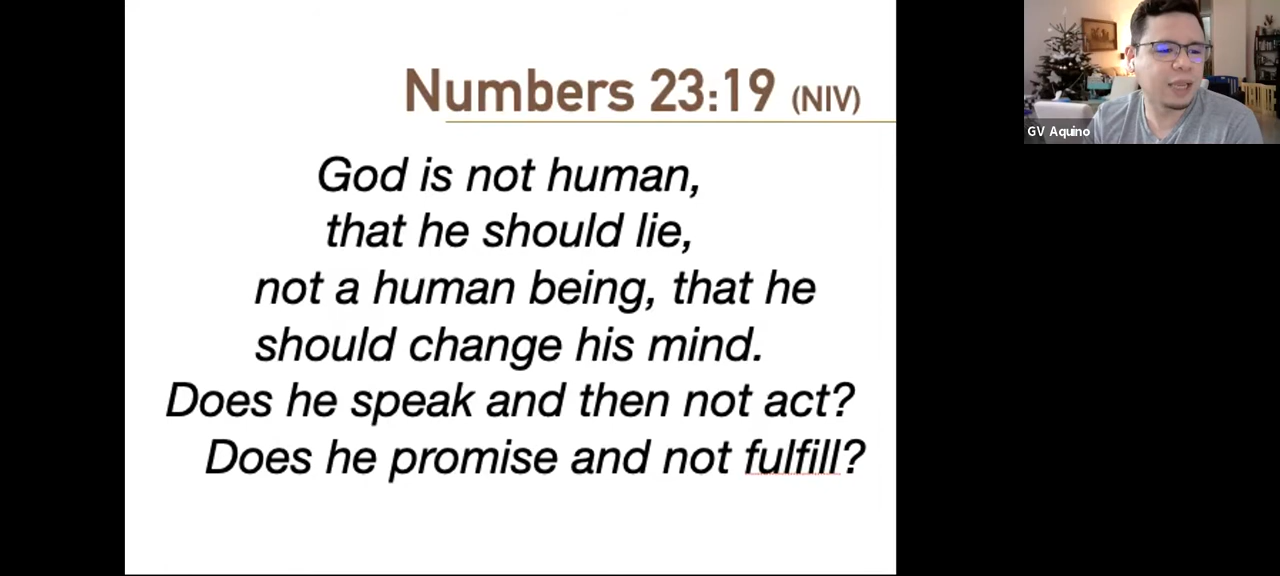 Numbers 23:19 (NIV)
God is not human,
that he should lie,
not a human being, that he
should change his mind.
Does he speak and then not act?
Does he promise and not fulfill?
GV Aquino